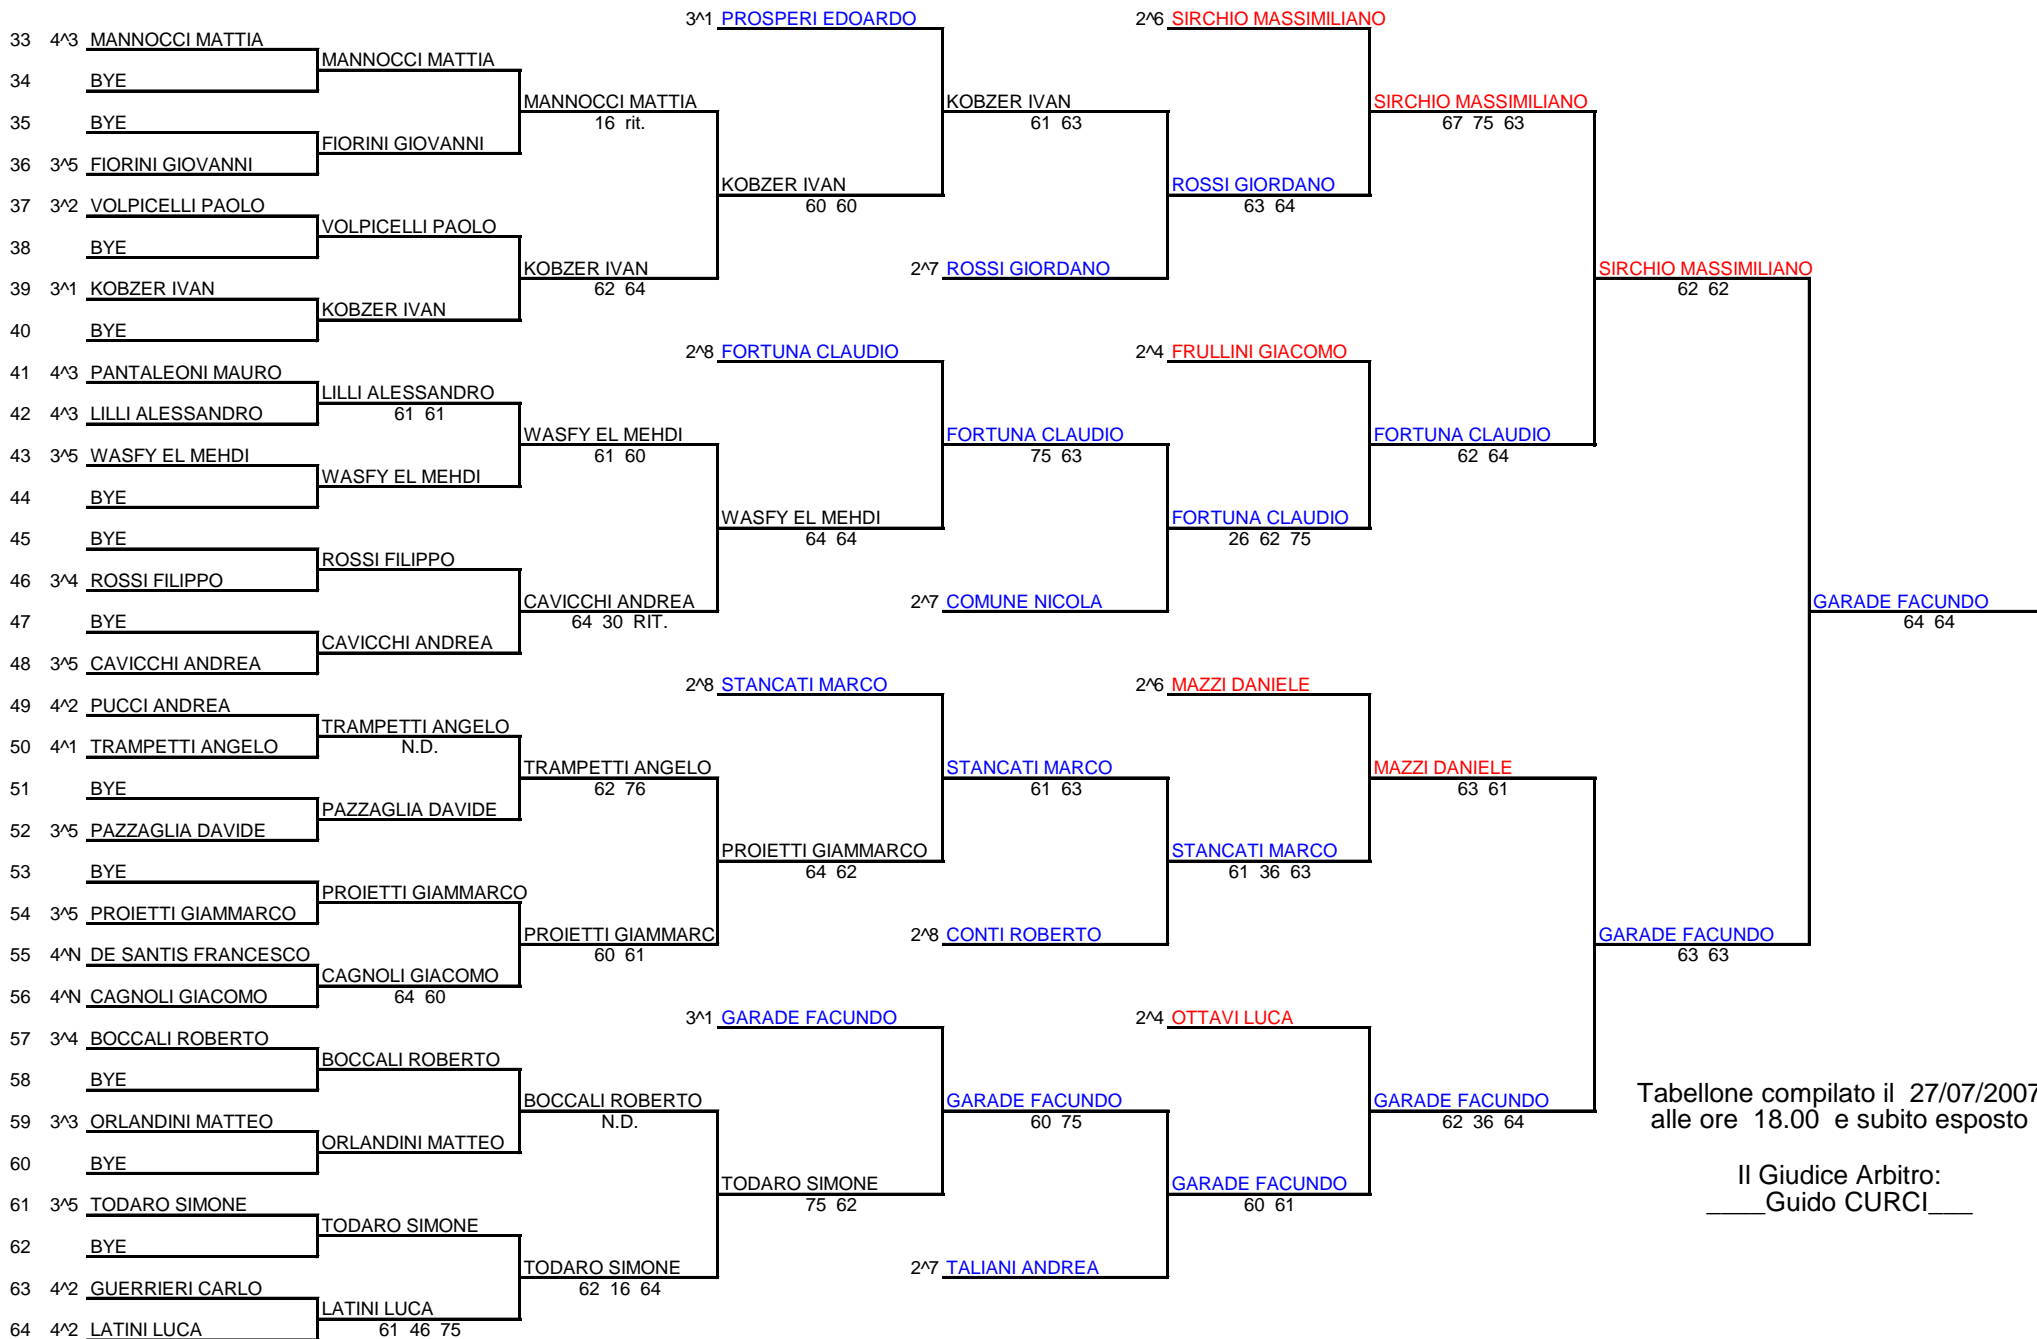 3^1 PROSPERI EDOARDO 2^6 SIRCHIO MASSIMILIANO
33 4^3 MANNOCCI MATTIA
MANNOCCI MATTIA
34 BYE
MANNOCCI MATTIA KOBZER IVAN SIRCHIO MASSIMILIANO
35 BYE 16 rit. 61 63 67 75 63
FIORINI GIOVANNI
36 3^5 FIORINI GIOVANNI
KOBZER IVAN ROSSI GIORDANO
37 3^2 VOLPICELLI PAOLO 60 60 63 64
VOLPICELLI PAOLO
38 BYE
KOBZER IVAN 2^7 ROSSI GIORDANO SIRCHIO MASSIMILIANO
39 3^1 KOBZER IVAN 62 64 62 62
KOBZER IVAN
40 BYE
2^8 FORTUNA CLAUDIO 2^4 FRULLINI GIACOMO
41 4^3 PANTALEONI MAURO
LILLI ALESSANDRO
42 4^3 LILLI ALESSANDRO 61 61
WASFY EL MEHDI FORTUNA CLAUDIO FORTUNA CLAUDIO
43 3^5 WASFY EL MEHDI 61 60 75 63 62 64
WASFY EL MEHDI
44 BYE
WASFY EL MEHDI FORTUNA CLAUDIO
45 BYE 64 64 26 62 75
ROSSI FILIPPO
46 3^4 ROSSI FILIPPO
CAVICCHI ANDREA 2^7 COMUNE NICOLA GARADE FACUNDO
47 BYE 64 30 RIT. 64 64
CAVICCHI ANDREA
48 3^5 CAVICCHI ANDREA
2^8 STANCATI MARCO 2^6 MAZZI DANIELE
49 4^2 PUCCI ANDREA
TRAMPETTI ANGELO
50 4^1 TRAMPETTI ANGELO N.D.
TRAMPETTI ANGELO STANCATI MARCO MAZZI DANIELE
51 BYE 62 76 61 63 63 61
PAZZAGLIA DAVIDE
52 3^5 PAZZAGLIA DAVIDE
PROIETTI GIAMMARCO STANCATI MARCO
53 BYE 64 62 61 36 63
PROIETTI GIAMMARCO
54 3^5 PROIETTI GIAMMARCO
PROIETTI GIAMMARC 2^8 CONTI ROBERTO GARADE FACUNDO
55 4^N DE SANTIS FRANCESCO 60 61 63 63
CAGNOLI GIACOMO
56 4^N CAGNOLI GIACOMO 64 60
3^1 GARADE FACUNDO 2^4 OTTAVI LUCA
57 3^4 BOCCALI ROBERTO
BOCCALI ROBERTO
58 BYE Tabellone compilato il 27/07/2007
BOCCALI ROBERTO GARADE FACUNDO GARADE FACUNDO
59 3^3 ORLANDINI MATTEO N.D. 60 75 62 36 64 alle ore 18.00 e subito esposto
ORLANDINI MATTEO
60 BYE
TODARO SIMONE GARADE FACUNDO Il Giudice Arbitro:
61 3^5 TODARO SIMONE 75 62 60 61 ____Guido CURCI___
TODARO SIMONE
62 BYE
TODARO SIMONE 2^7 TALIANI ANDREA
63 4^2 GUERRIERI CARLO 62 16 64
LATINI LUCA
64 4^2 LATINI LUCA 61 46 75